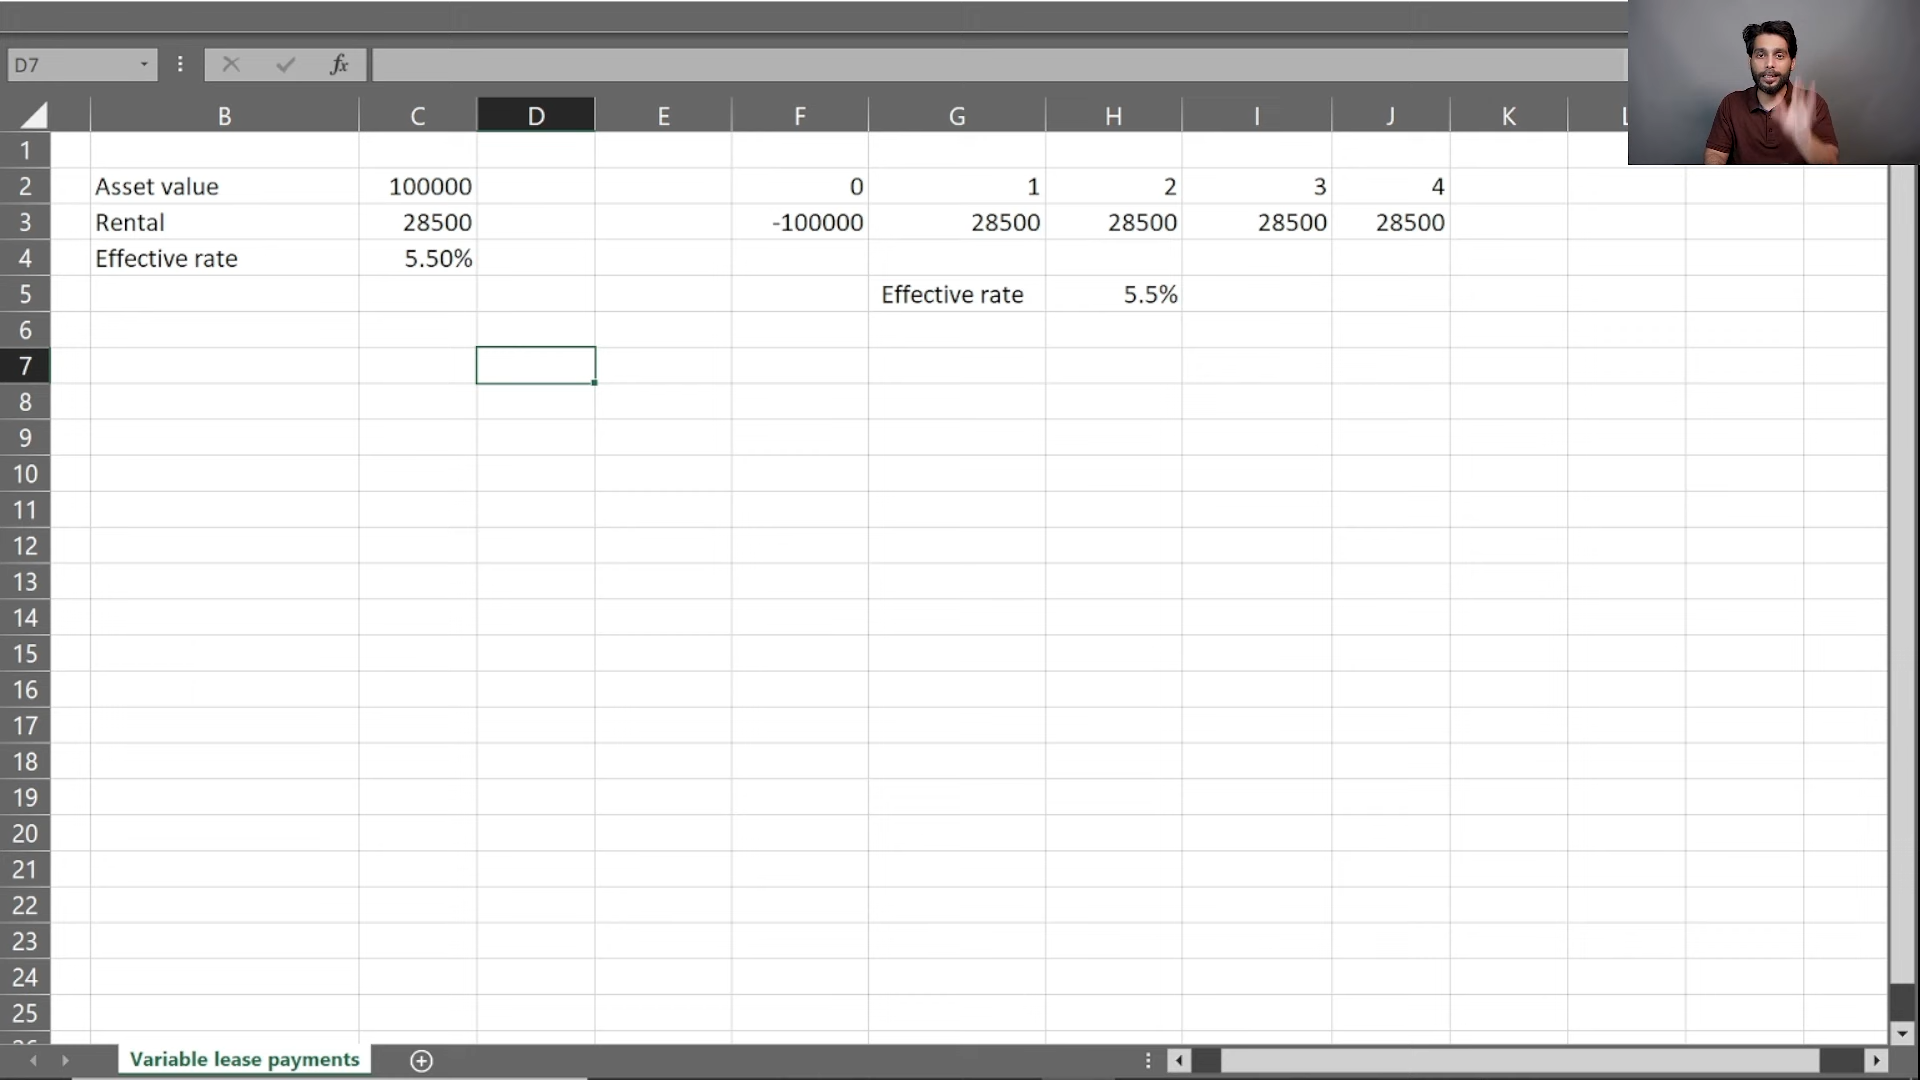 D7
fx
B C D E F G H I J K
1
2 Asset value 100000 0 1 2 3 4
3 Rental 28500 -100000 28500 28500 28500 28500
4 Effective rate 5.50%
5 Effective rate 5.5%
6
7
8
9
10
11
12
13
14
15
16
17
18
19
20
21
22
23
24
25
Variable lease payments